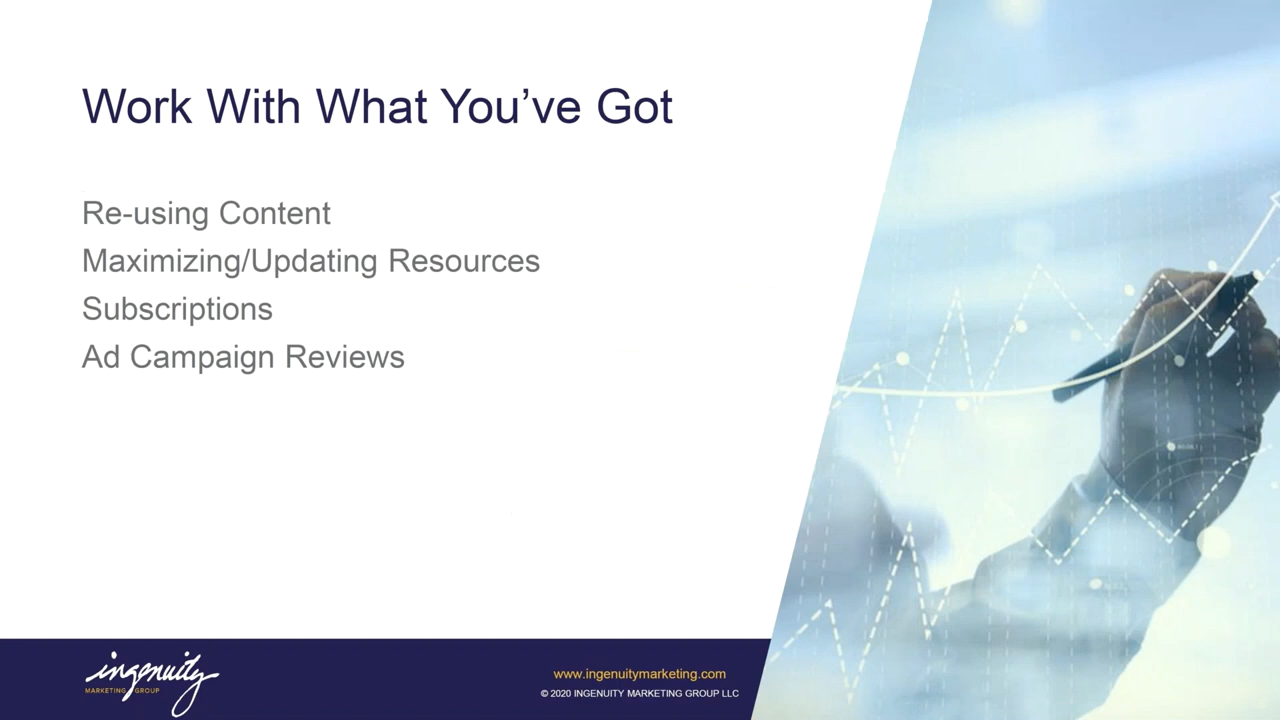 Work With What You’ve Got
Re-using Content
Maximizing/Updating Resources
Subscriptions
Ad Campaign Reviews
ingenuity
MARKETING GROUP
www.ingenuitymarketing.com
© 2020 INGENUITY MARKETING GROUP LLC